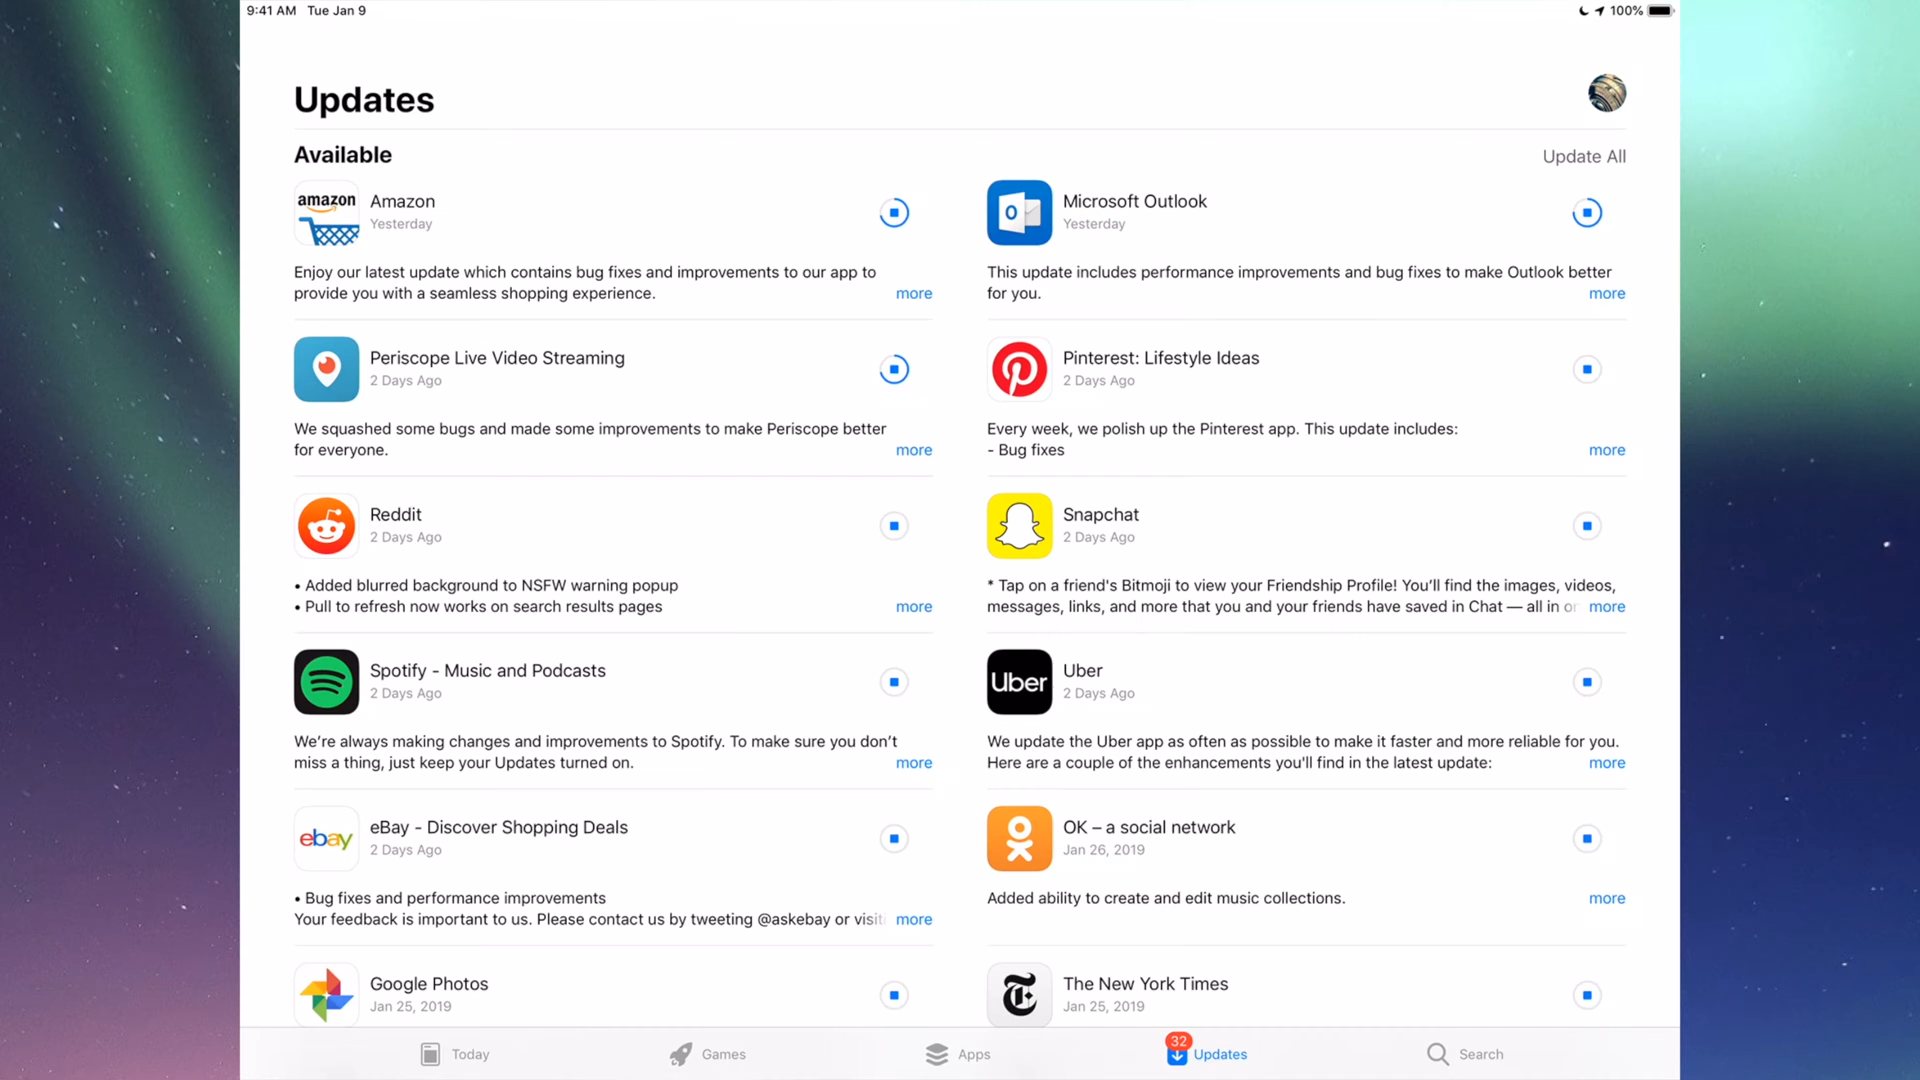 9:41 AM Tue Jan 9
100%
Updates
Available
Update All
amazon
Amazon
Yesterday
Enjoy our latest update which contains bug fixes and improvements to our app to
provide you with a seamless shopping experience.
more
Microsoft Outlook
Yesterday
This update includes performance improvements and bug fixes to make Outlook better
for you.
more
Periscope Live Video Streaming
2 Days Ago
We squashed some bugs and made some improvements to make Periscope better
for everyone.
more
Pinterest: Lifestyle Ideas
2 Days Ago
Every week, we polish up the Pinterest app. This update includes:
- Bug fixes
more
Reddit
2 Days Ago
• Added blurred background to NSFW warning popup
• Pull to refresh now works on search results pages
more
Snapchat
2 Days Ago
* Tap on a friend's Bitmoji to view your Friendship Profile! You'll find the images, videos,
messages, links, and more that you and your friends have saved in Chat — all in or
more
Spotify - Music and Podcasts
2 Days Ago
We're always making changes and improvements to Spotify. To make sure you don't
miss a thing, just keep your Updates turned on.
more
Uber
Uber
2 Days Ago
We update the Uber app as often as possible to make it faster and more reliable for you.
Here are a couple of the enhancements you'll find in the latest update:
more
ebay
eBay - Discover Shopping Deals
2 Days Ago
• Bug fixes and performance improvements
Your feedback is important to us. Please contact us by tweeting @askebay or visiti
more
OK – a social network
Jan 26, 2019
Added ability to create and edit music collections.
more
Google Photos
Jan 25, 2019
The New York Times
Jan 25, 2019
Today
Games
Apps
32
Updates
Search